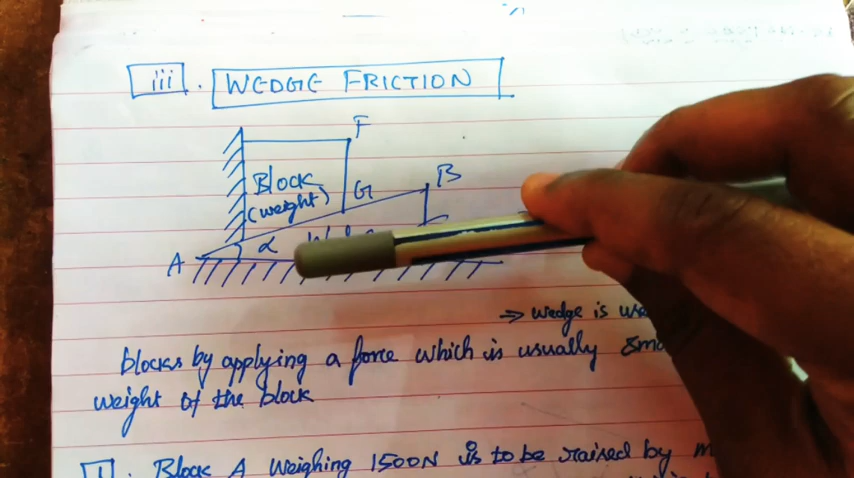 iii. WEDGE FRICTION
F
Block
(weight)
G
B
α
A
→ Wedge is
blocks by applying a force which is usually
weight of the block
1. Block A weighing 1500N is to be raised by